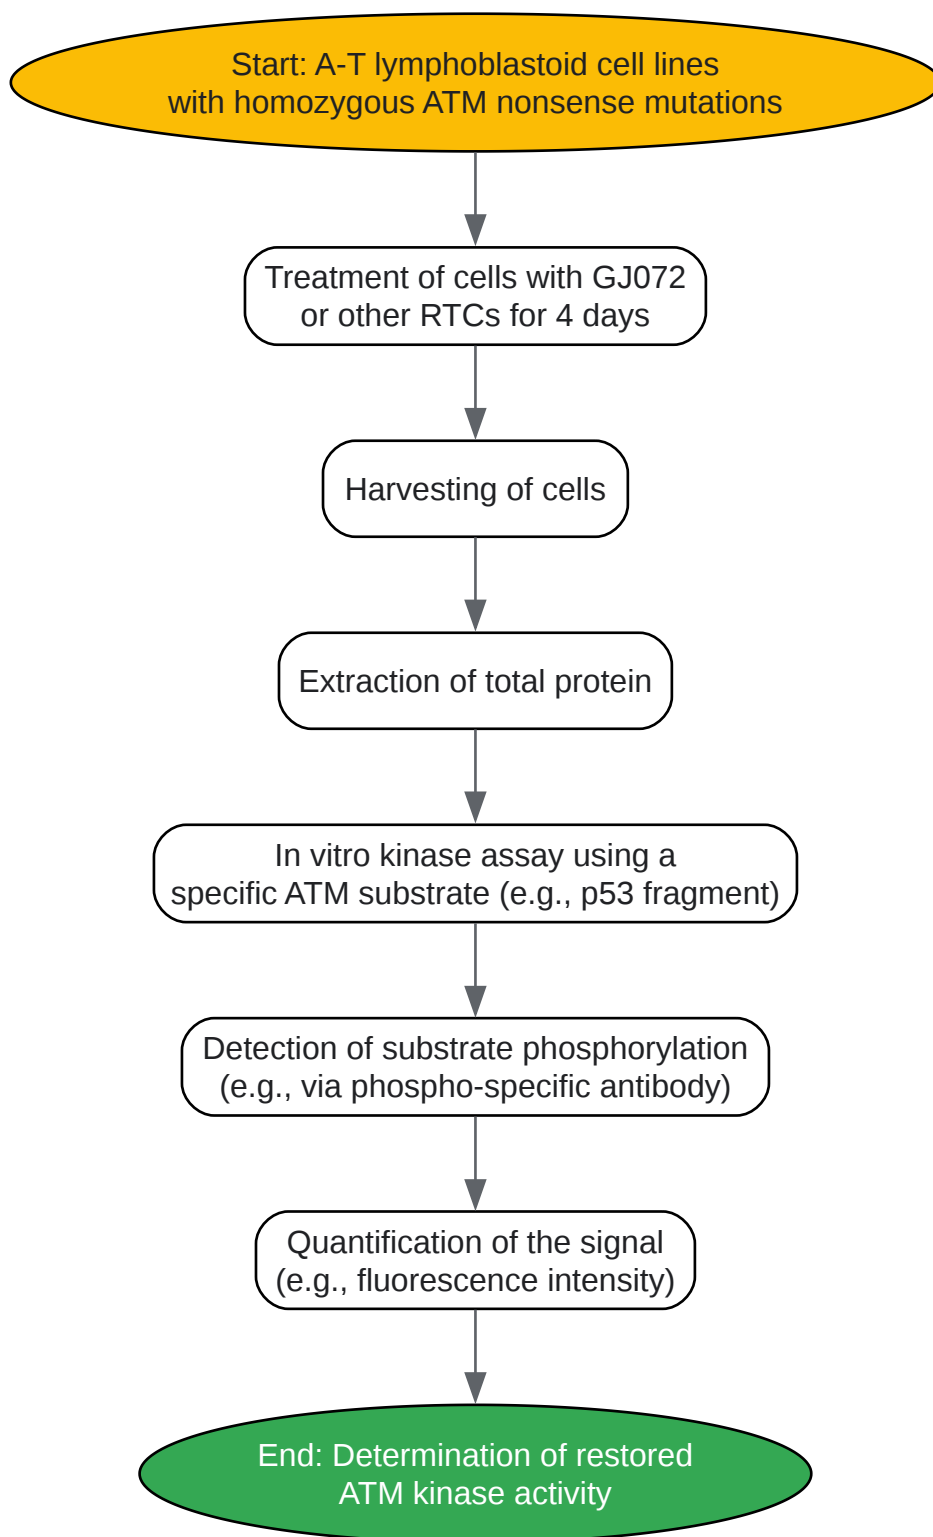 Start: A-T lymphoblastoid cell lines
with homozygous ATM nonsense mutations
Treatment of cells with GJ072
or other RTCs for 4 days
Harvesting of cells
Extraction of total protein
In vitro kinase assay using a
specific ATM substrate (e.g., p53 fragment)
Detection of substrate phosphorylation
(e.g., via phospho-specific antibody)
Quantification of the signal
(e.g., fluorescence intensity)
End: Determination of restored
ATM kinase activity